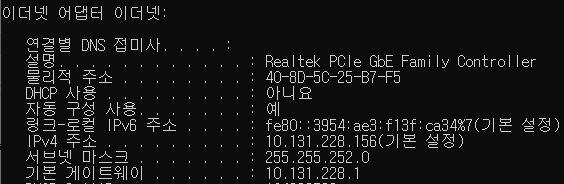 이더넷 어댑터 이더넷:
연결별 DNS 접미사. . . . :
설명. . . . . . . . . . . . : Realtek PCIe GbE Family Controller
물리적 주소 . . . . . . . . : 40-8D-5C-25-B7-F5
DHCP 사용 . . . . . . . . . : 아니요
자동 구성 사용. . . . . . . : 예
링크-로컬 IPv6 주소 . . . . : fe80::3954:ae3:f13f:ca34%7(기본 설정)
IPv4 주소 . . . . . . . . . : 10.131.228.156(기본 설정)
서브넷 마스크 . . . . . . . : 255.255.252.0
기본 게이트웨이 . . . . . . : 10.131.228.1